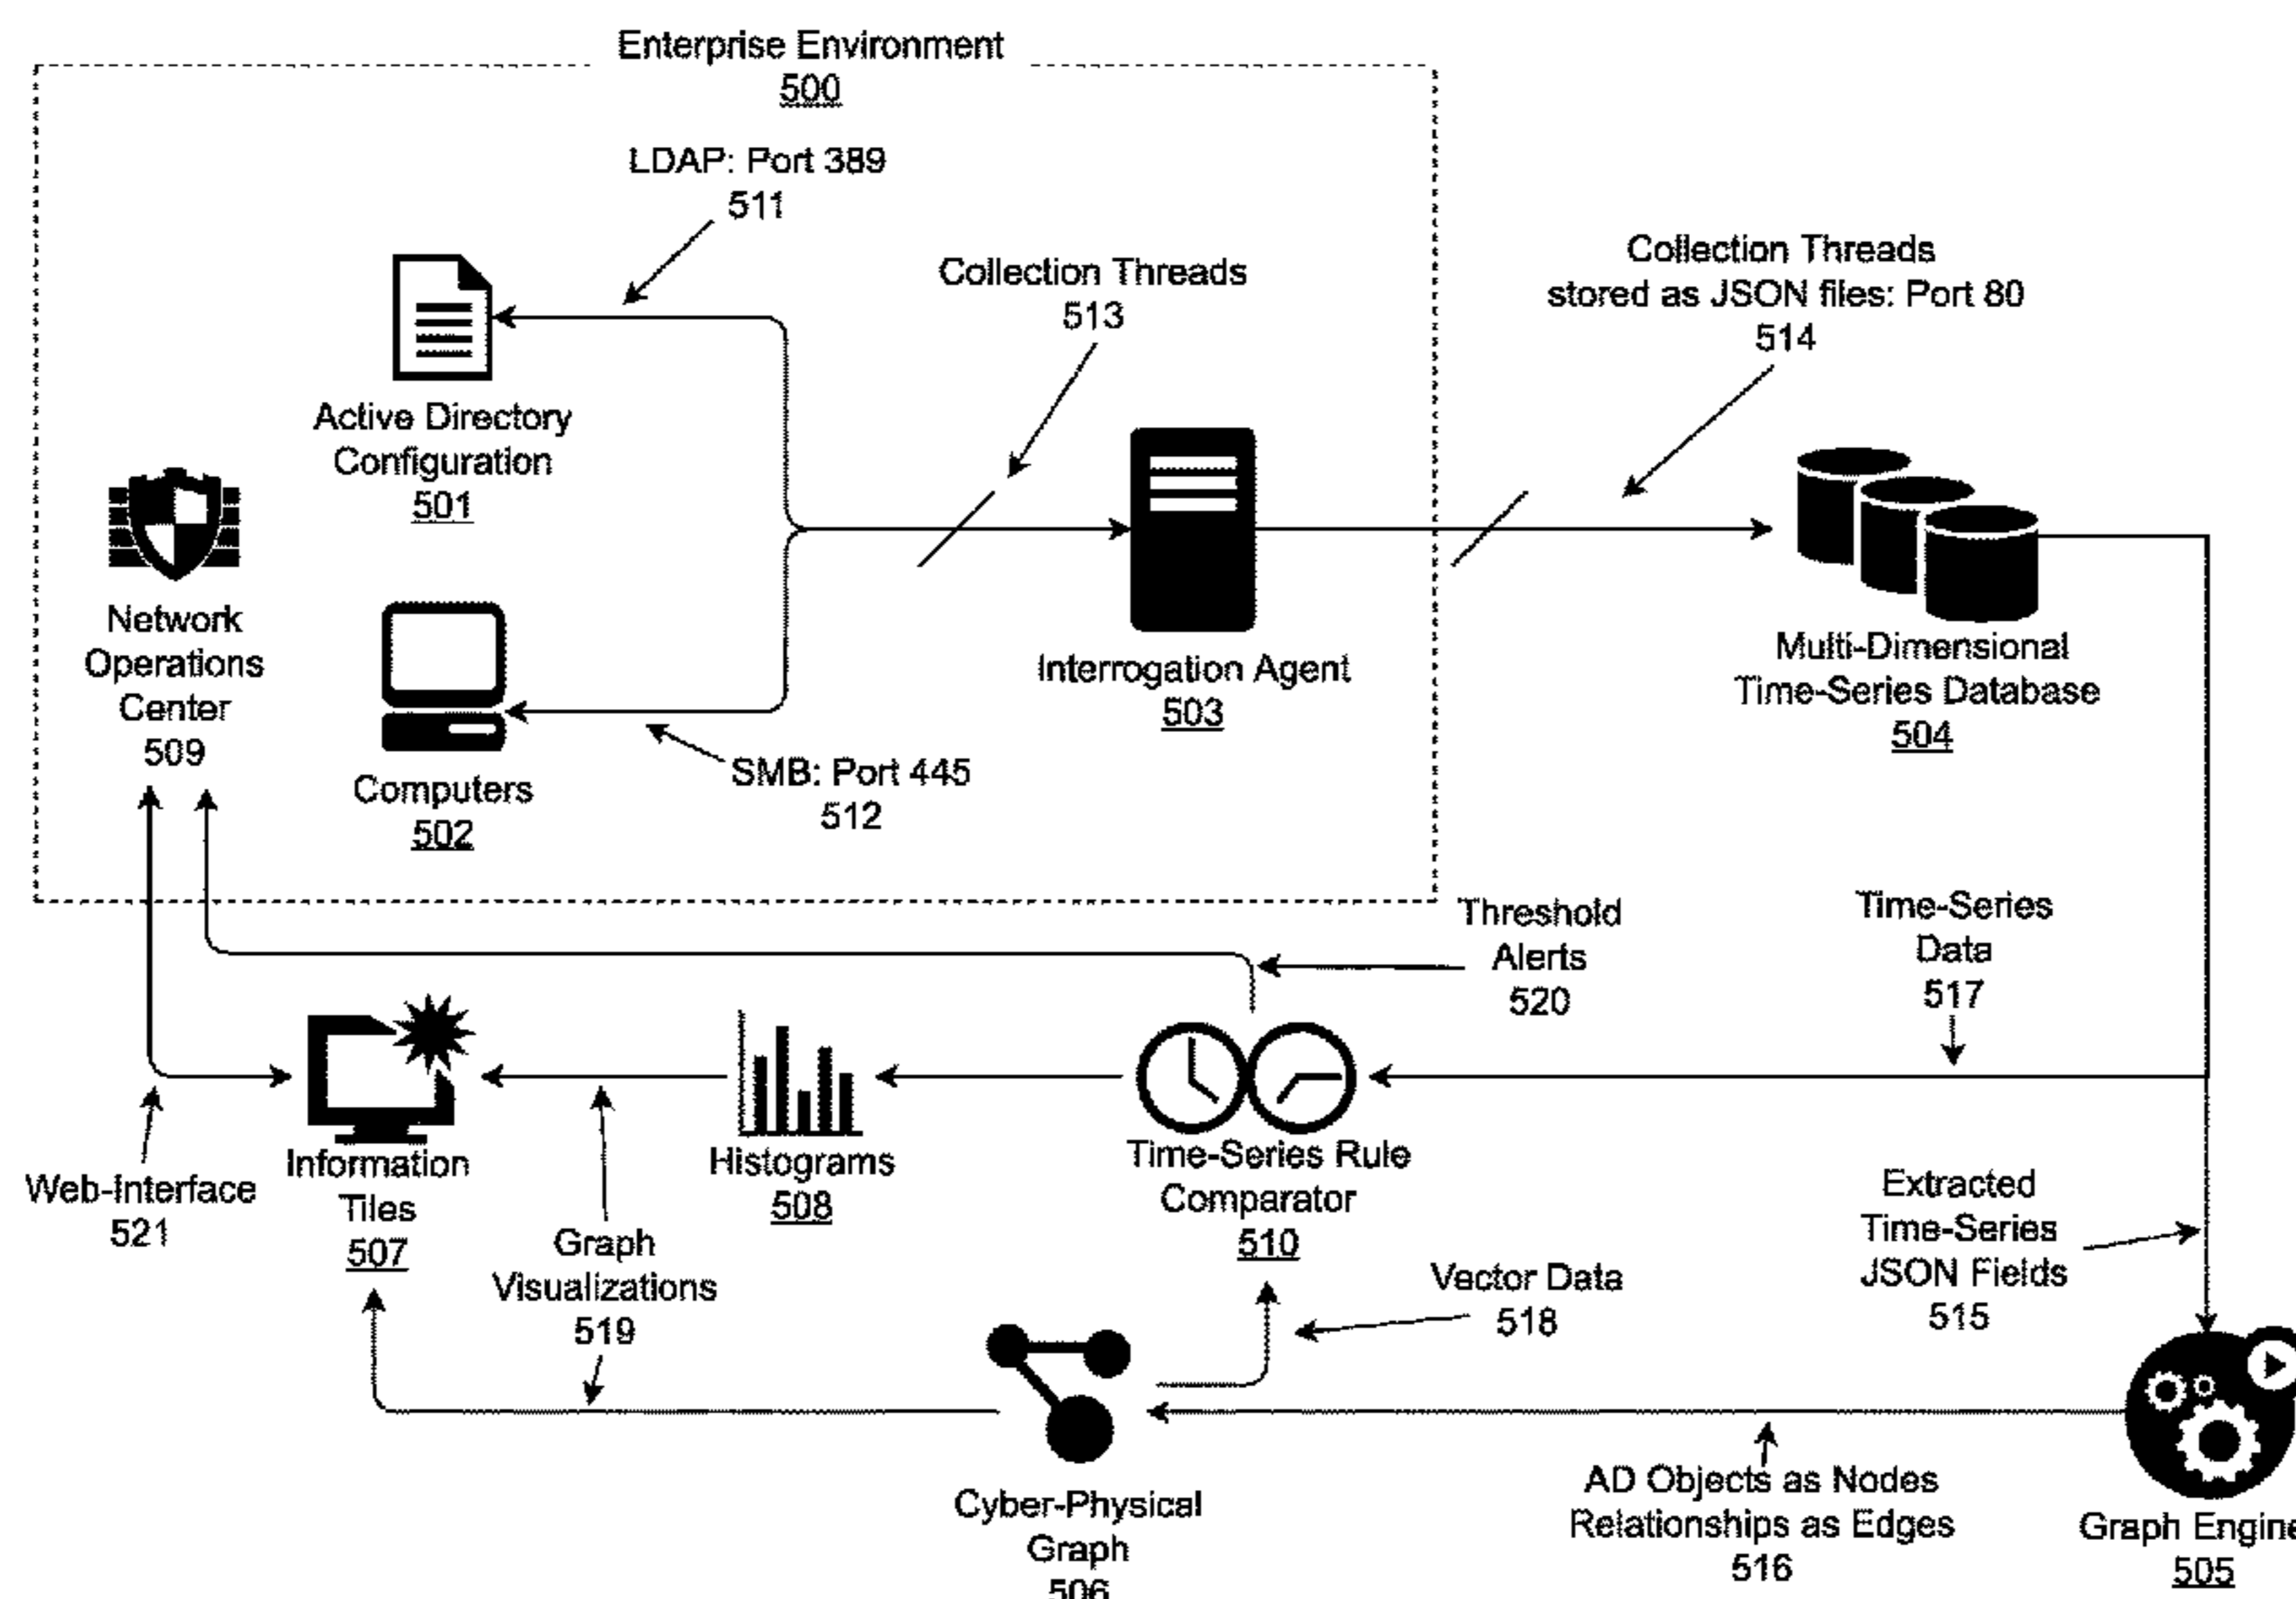 Enterprise Environment
500
LDAP: Port 389
511
Collection Threads
513
Collection Threads
stored as JSON files: Port 80
514
Active Directory
Configuration
501
Network
Operations
Center
509
Interrogation Agent
503
Multi-Dimensional
Time-Series Database
504
Computers
502
SMB: Port 445
512
Threshold
Alerts
520
Time-Series
Data
517
Web-Interface
521
Information
Tiles
507
Graph
Visualizations
519
Histograms
508
Time-Series Rule
Comparator
510
Vector Data
518
Extracted
Time-Series
JSON Fields
515
Cyber-Physical
Graph
506
AD Objects as Nodes
Relationships as Edges
516
Graph Engine
505